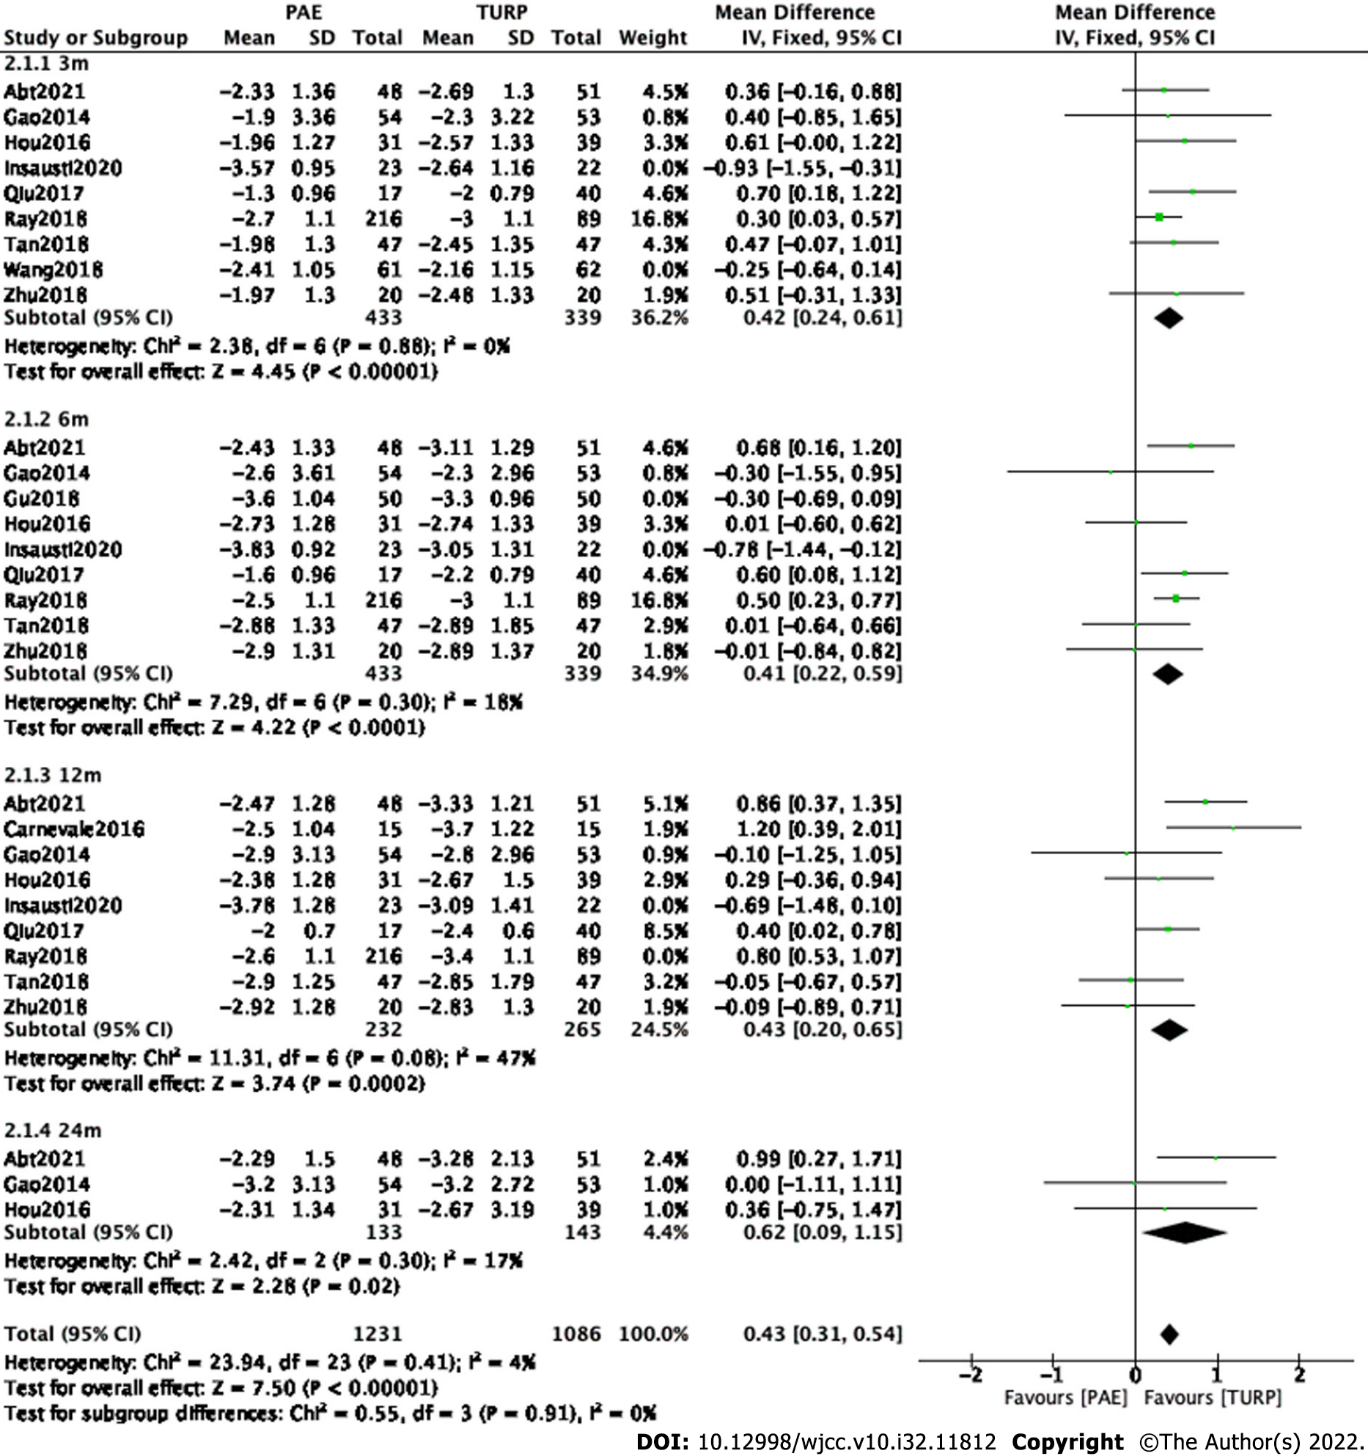 PAE TURP Mean Difference Mean Difference
Study or Subgroup Mean SD Total Mean SD Total Weight IV, Fixed, 95% CI IV, Fixed, 95% CI
2.1.1 3m
Abt2021 −2.33 1.36 48 −2.69 1.3 51 4.5% 0.36 [−0.16, 0.88]
Gao2014 −1.9 3.36 54 −2.3 3.22 53 0.8% 0.40 [−0.85, 1.65]
Hou2016 −1.96 1.27 31 −2.57 1.33 39 3.3% 0.61 [−0.00, 1.22]
Insausti2020 −3.57 0.95 23 −2.64 1.16 22 0.0% −0.93 [−1.55, −0.31]
Qiu2017 −1.3 0.96 17 −2 0.79 40 4.6% 0.70 [0.18, 1.22]
Ray2018 −2.7 1.1 216 −3 1.1 89 16.8% 0.30 [0.03, 0.57]
Tan2018 −1.98 1.3 47 −2.45 1.35 47 4.3% 0.47 [−0.07, 1.01]
Wang2018 −2.41 1.05 61 −2.16 1.15 62 0.0% −0.25 [−0.64, 0.14]
Zhu2018 −1.97 1.3 20 −2.48 1.33 20 1.9% 0.51 [−0.31, 1.33]
Subtotal (95% CI) 433 339 36.2% 0.42 [0.24, 0.61]
Heterogeneity: Chi² = 2.38, df = 6 (P = 0.88); I² = 0%
Test for overall effect: Z = 4.45 (P < 0.00001)
2.1.2 6m
Abt2021 −2.43 1.33 48 −3.11 1.29 51 4.6% 0.68 [0.16, 1.20]
Gao2014 −2.6 3.61 54 −2.3 2.96 53 0.8% −0.30 [−1.55, 0.95]
Gu2018 −3.6 1.04 50 −3.3 0.96 50 0.0% −0.30 [−0.69, 0.09]
Hou2016 −2.73 1.28 31 −2.74 1.33 39 3.3% 0.01 [−0.60, 0.62]
Insausti2020 −3.83 0.92 23 −3.05 1.31 22 0.0% −0.78 [−1.44, −0.12]
Qiu2017 −1.6 0.96 17 −2.2 0.79 40 4.6% 0.60 [0.08, 1.12]
Ray2018 −2.5 1.1 216 −3 1.1 89 16.8% 0.50 [0.23, 0.77]
Tan2018 −2.88 1.33 47 −2.89 1.85 47 2.9% 0.01 [−0.64, 0.66]
Zhu2018 −2.9 1.31 20 −2.89 1.37 20 1.8% −0.01 [−0.84, 0.82]
Subtotal (95% CI) 433 339 34.9% 0.41 [0.22, 0.59]
Heterogeneity: Chi² = 7.29, df = 6 (P = 0.30); I² = 18%
Test for overall effect: Z = 4.22 (P < 0.0001)
2.1.3 12m
Abt2021 −2.47 1.28 48 −3.33 1.21 51 5.1% 0.86 [0.37, 1.35]
Carnevale2016 −2.5 1.04 15 −3.7 1.22 15 1.9% 1.20 [0.39, 2.01]
Gao2014 −2.9 3.13 54 −2.8 2.96 53 0.9% −0.10 [−1.25, 1.05]
Hou2016 −2.38 1.28 31 −2.67 1.5 39 2.9% 0.29 [−0.36, 0.94]
Insausti2020 −3.78 1.28 23 −3.09 1.41 22 0.0% −0.69 [−1.48, 0.10]
Qiu2017 −2 0.7 17 −2.4 0.6 40 8.5% 0.40 [0.02, 0.78]
Ray2018 −2.6 1.1 216 −3.4 1.1 89 0.0% 0.80 [0.53, 1.07]
Tan2018 −2.9 1.25 47 −2.85 1.79 47 3.2% −0.05 [−0.67, 0.57]
Zhu2018 −2.92 1.28 20 −2.83 1.3 20 1.9% −0.09 [−0.89, 0.71]
Subtotal (95% CI) 232 265 24.5% 0.43 [0.20, 0.65]
Heterogeneity: Chi² = 11.31, df = 6 (P = 0.08); I² = 47%
Test for overall effect: Z = 3.74 (P = 0.0002)
2.1.4 24m
Abt2021 −2.29 1.5 48 −3.28 2.13 51 2.4% 0.99 [0.27, 1.71]
Gao2014 −3.2 3.13 54 −3.2 2.72 53 1.0% 0.00 [−1.11, 1.11]
Hou2016 −2.31 1.34 31 −2.67 3.19 39 1.0% 0.36 [−0.75, 1.47]
Subtotal (95% CI) 133 143 4.4% 0.62 [0.09, 1.15]
Heterogeneity: Chi² = 2.42, df = 2 (P = 0.30); I² = 17%
Test for overall effect: Z = 2.28 (P = 0.02)
Total (95% CI) 1231 1086 100.0% 0.43 [0.31, 0.54]
Heterogeneity: Chi² = 23.94, df = 23 (P = 0.41); I² = 4%
Test for overall effect: Z = 7.50 (P < 0.00001)
Test for subgroup differences: Chi² = 0.55, df = 3 (P = 0.91), I² = 0%
−2 −1 0 1 2
Favours [PAE] Favours [TURP]
DOI: 10.12998/wjcc.v10.i32.11812 Copyright ©The Author(s) 2022.